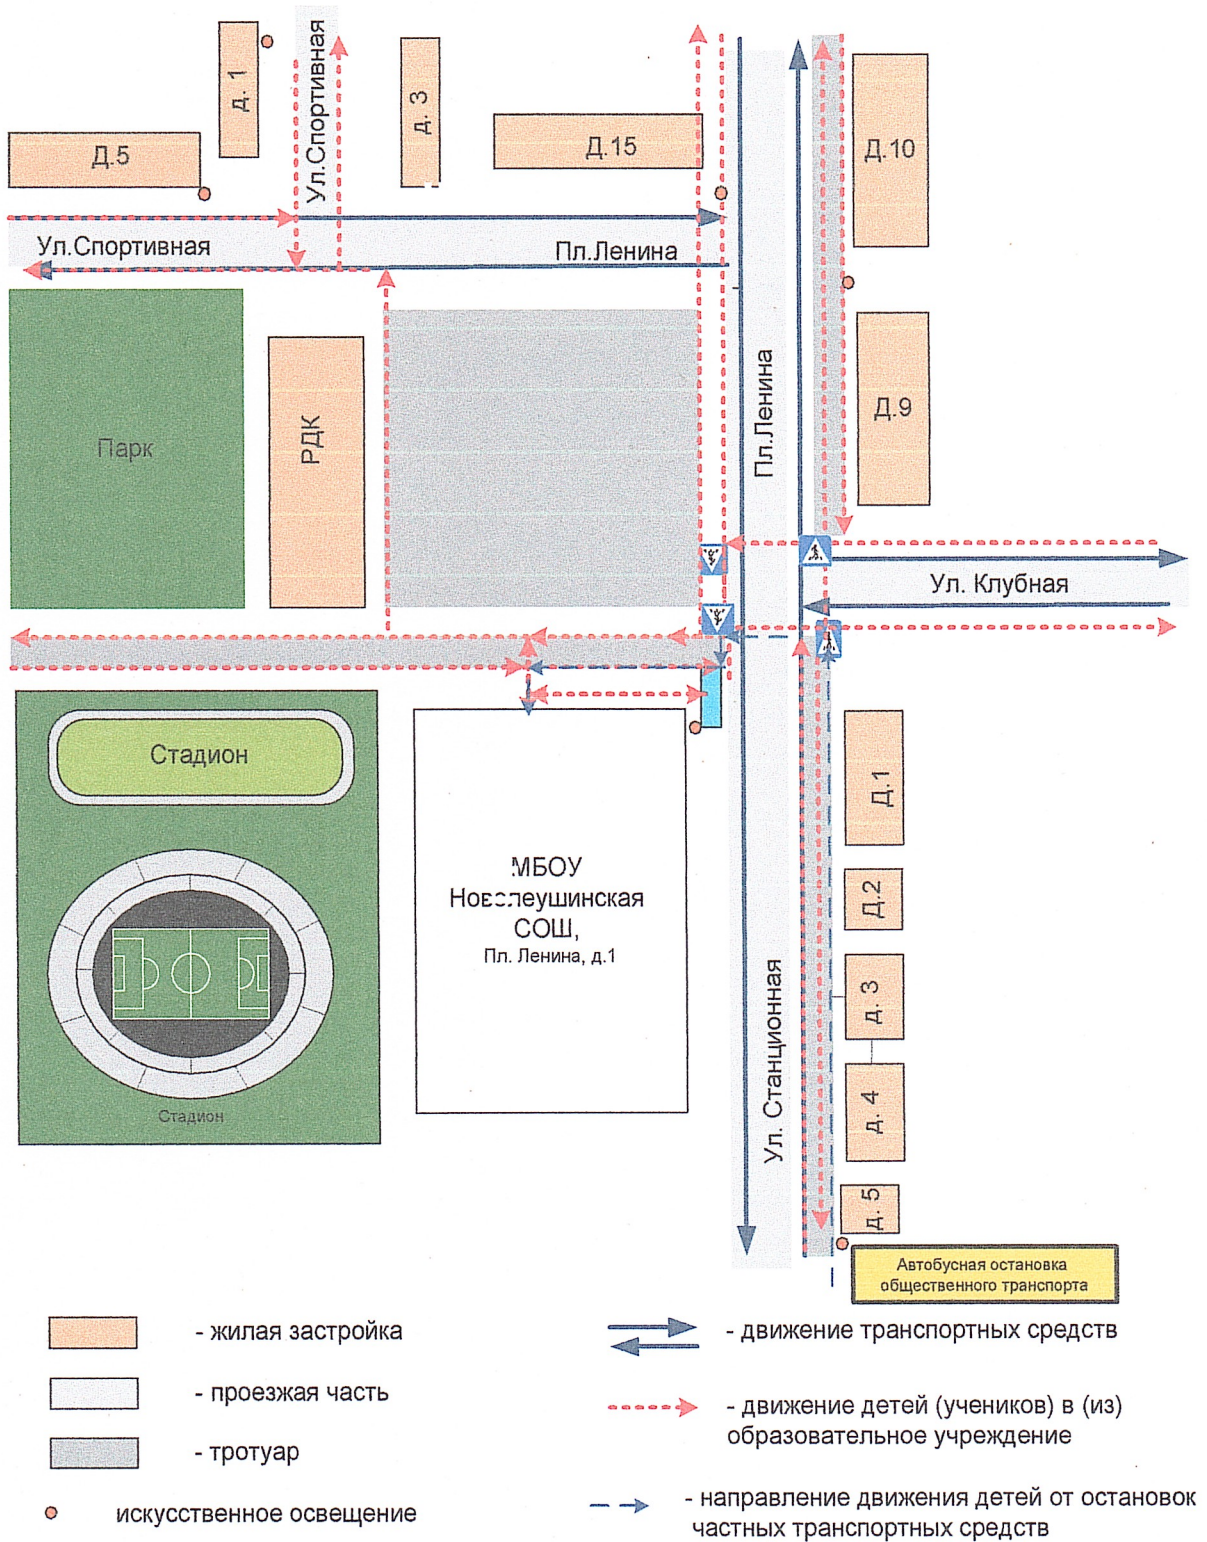 д. 1
Ул.Спортивная
д. 3
Д.5
Д.15
Д.10
Ул.Спортивная
Пл.Ленина
Парк
РДК
Пл.Ленина
Д.9
Ул. Клубная
Стадион
Д.1
МБОУ
СОШ,
Пл. Ленина, д.1
Д.2
д. 3
Ул. Станционная
д. 4
Стадион
д. 5
Автобусная остановка
общественного транспорта
- жилая застройка
- проезжая часть
- тротуар
искусственное освещение
- движение транспортных средств
- движение детей (учеников) в (из)
образовательное учреждение
- направление движения детей от остановок
частных транспортных средств